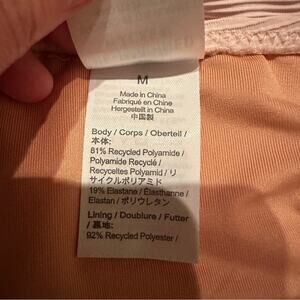 M
Made in China
Fabriqué en Chine
Hergestellt in China
中国製
Body / Corps / Oberteil /
本体:
81% Recycled Polyamide /
Polyamide Recyclé /
Recyceltes Polyamid / リ
サイクルポリアミド
19% Elastane / Élasthanne /
Elastan / ポリウレタン
Lining / Doublure / Futter
/ 裏地:
92% Recycled Polyester /